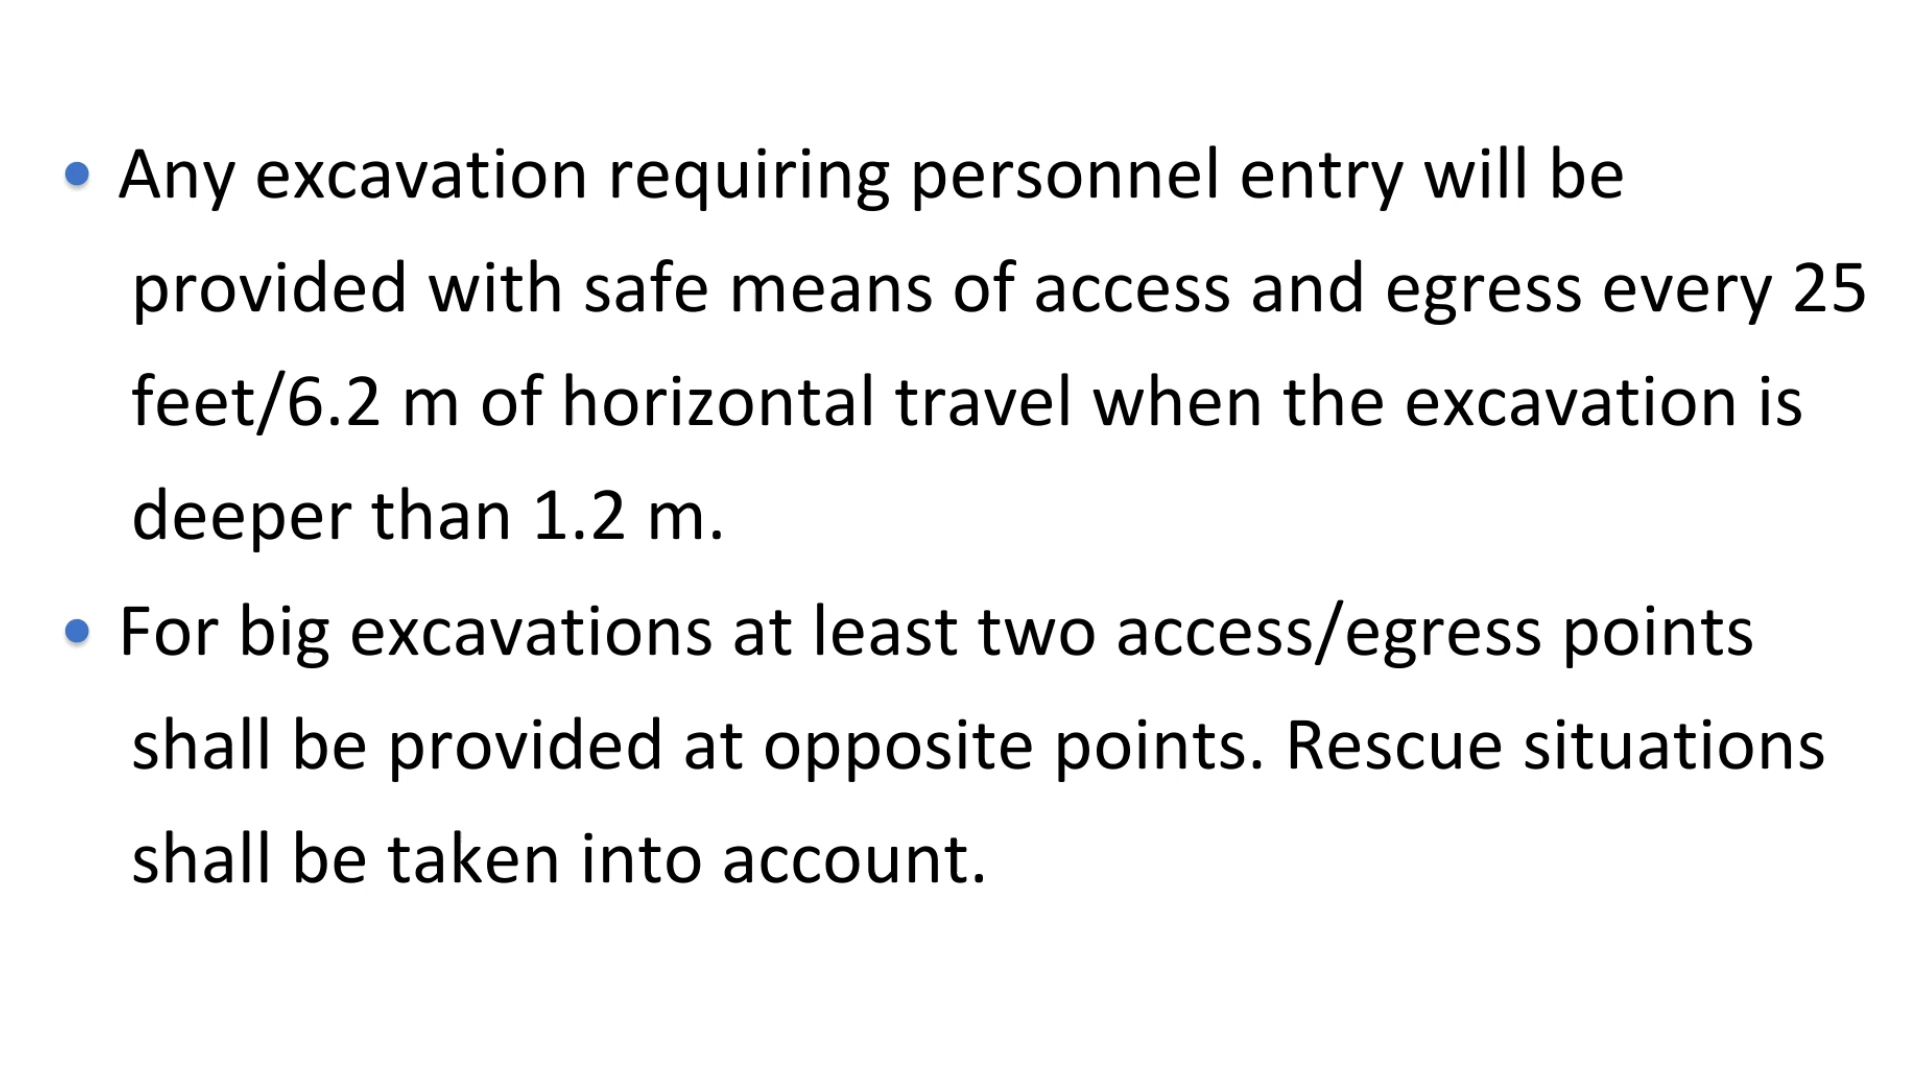 • Any excavation requiring personnel entry will be
provided with safe means of access and egress every 25
feet/6.2 m of horizontal travel when the excavation is
deeper than 1.2 m.
• For big excavations at least two access/egress points
shall be provided at opposite points. Rescue situations
shall be taken into account.